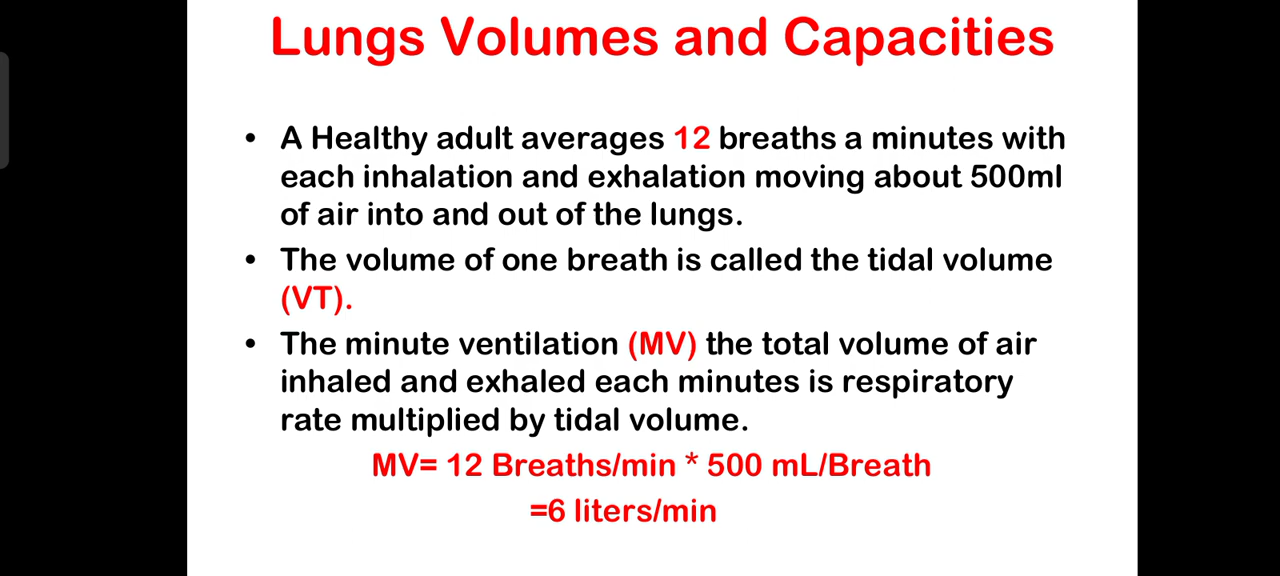 Lungs Volumes and Capacities
• A Healthy adult averages 12 breaths a minutes with
each inhalation and exhalation moving about 500ml
of air into and out of the lungs.
• The volume of one breath is called the tidal volume
(VT).
• The minute ventilation (MV) the total volume of air
inhaled and exhaled each minutes is respiratory
rate multiplied by tidal volume.
MV= 12 Breaths/min * 500 mL/Breath
=6 liters/min